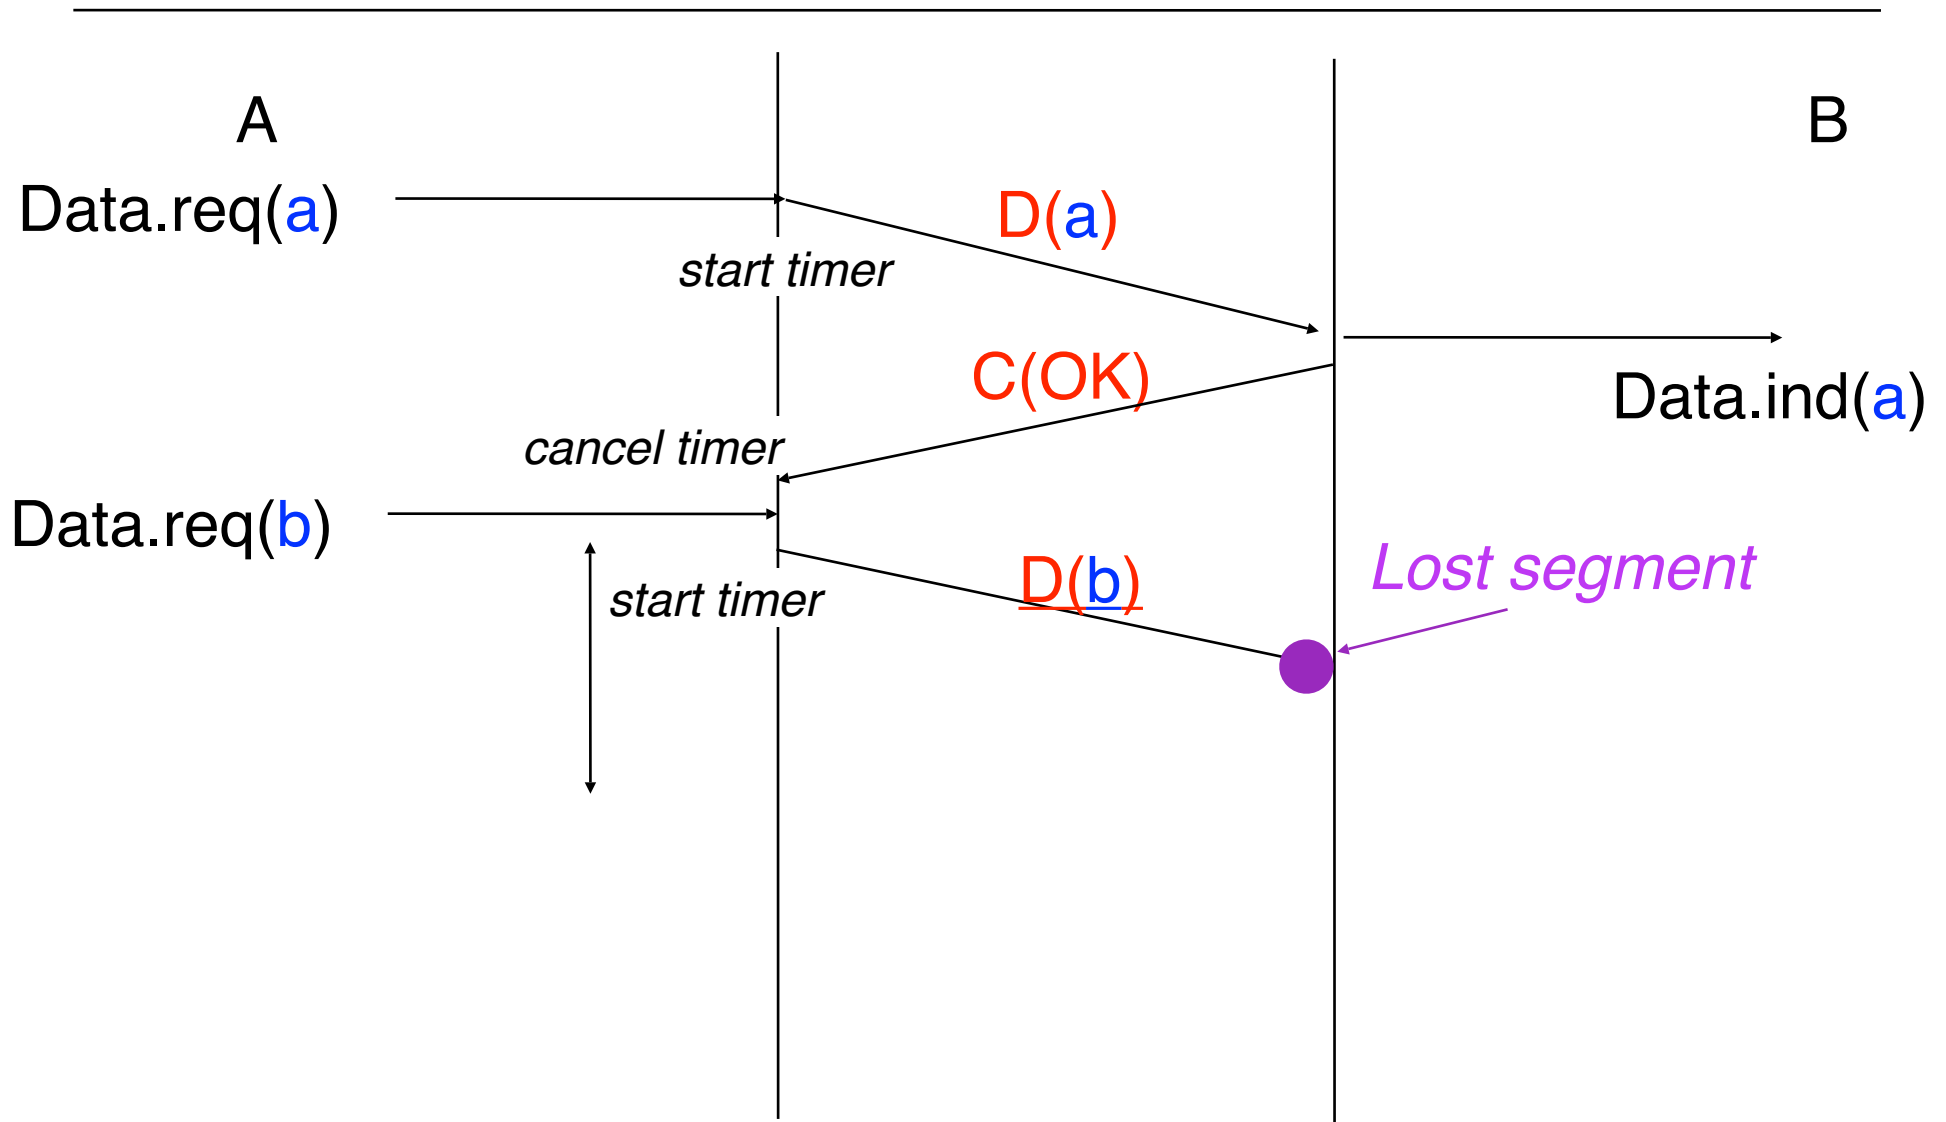 A
B
Data.req(a)
D(a)
start timer
C(OK)
Data.ind(a)
cancel timer
Data.req(b)
D(b)
Lost segment
start timer